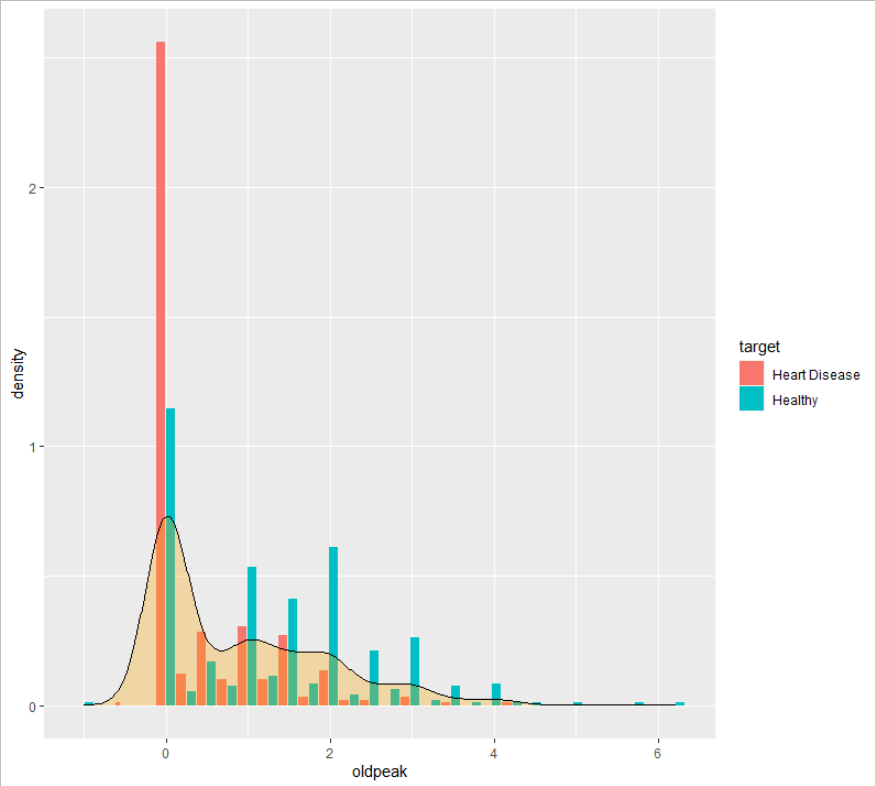 2
1
0
density
0
2
4
6
oldpeak
target
Heart Disease
Healthy